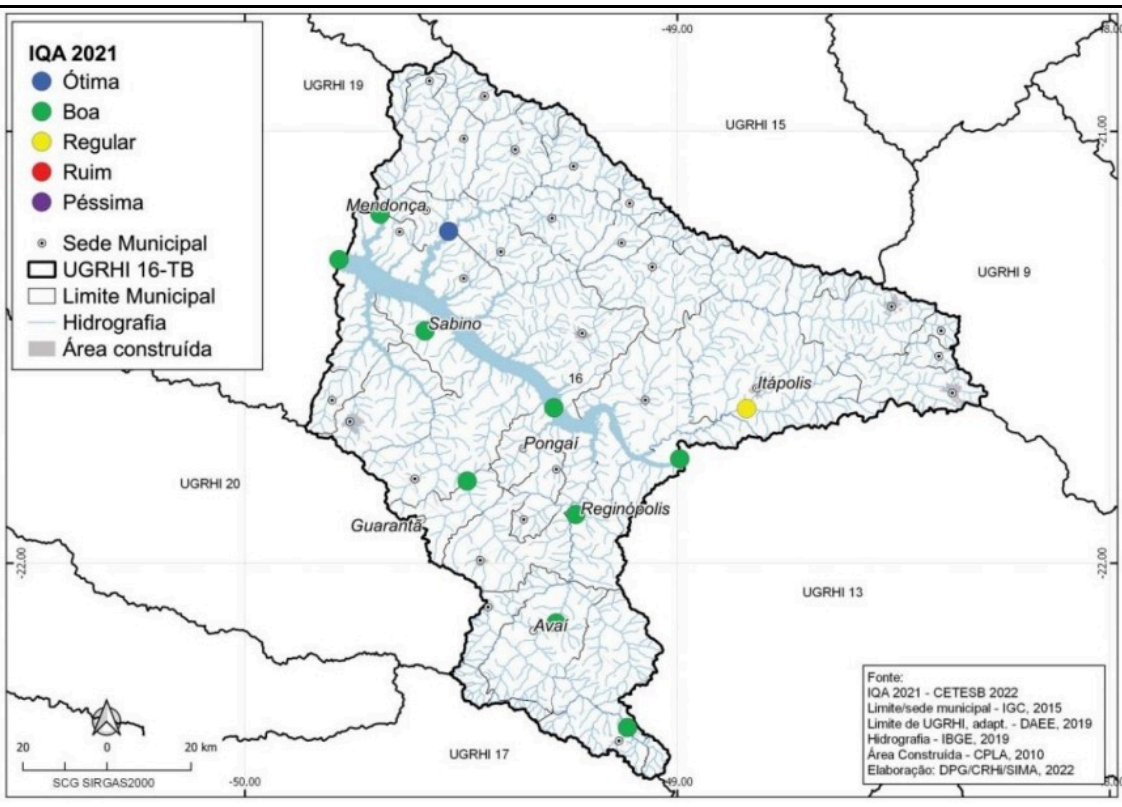 IQA 2021
Ótima
Boa
Regular
Ruim
Péssima
Sede Municipal
UGRHI 16-TB
Limite Municipal
Hidrografia
Área construída
-49.00
UGRHI 19
UGRHI 15
-21.00
Mendonça
UGRHI 9
Sabino
16
Itápolis
Pongaí
UGRHI 20
Reginópolis
Guarantã
-22.00
-22.00
UGRHI 13
Avaí
Fonte:
IQA 2021 - CETESB 2022
Limite/sede municipal - IGC, 2015
Limite de UGRHI, adapt. - DAEE, 2019
Hidrografia - IBGE, 2019
Área Construída - CPLA, 2010
Elaboração: DPG/CRHi/SIMA, 2022
20 0 20 km
UGRHI 17
SCG SIRGAS2000
-50.00
-49.00